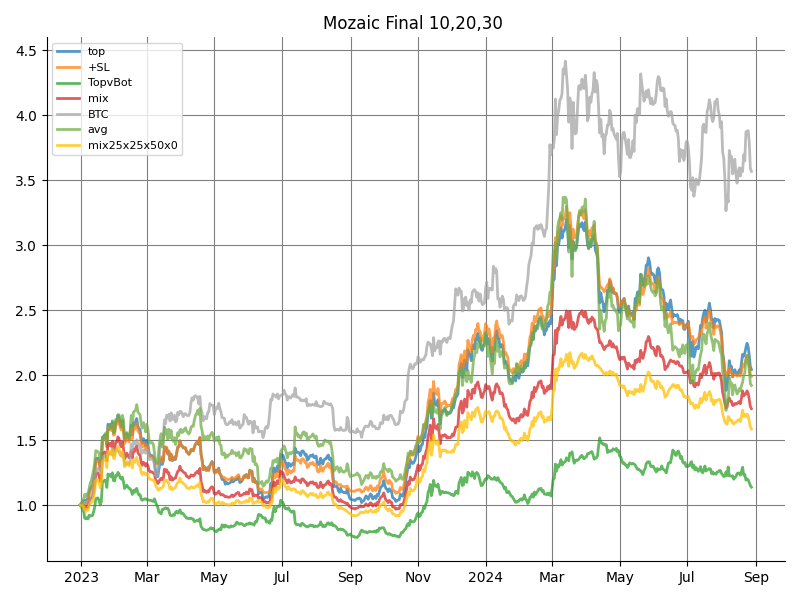 Mozaic Final 10,20,30
top
+SL
TopvBot
mix
BTC
avg
mix25x25x50x0
4.5
4.0
3.5
3.0
2.5
2.0
1.5
1.0
2023 Mar May Jul Sep Nov 2024 Mar May Jul Sep